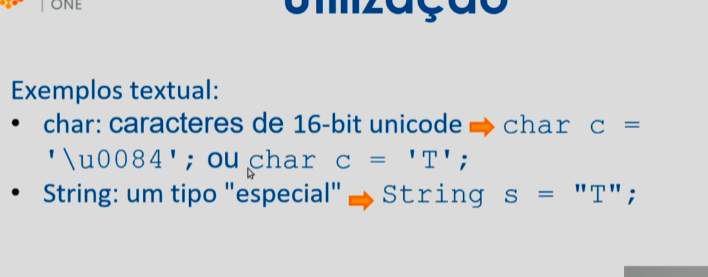 ONE
Utilização
Exemplos textual:
• char: caracteres de 16-bit unicode ➡ char c =
'\u0084'; ou char c = 'T';
• String: um tipo "especial" ➡ String s = "T";